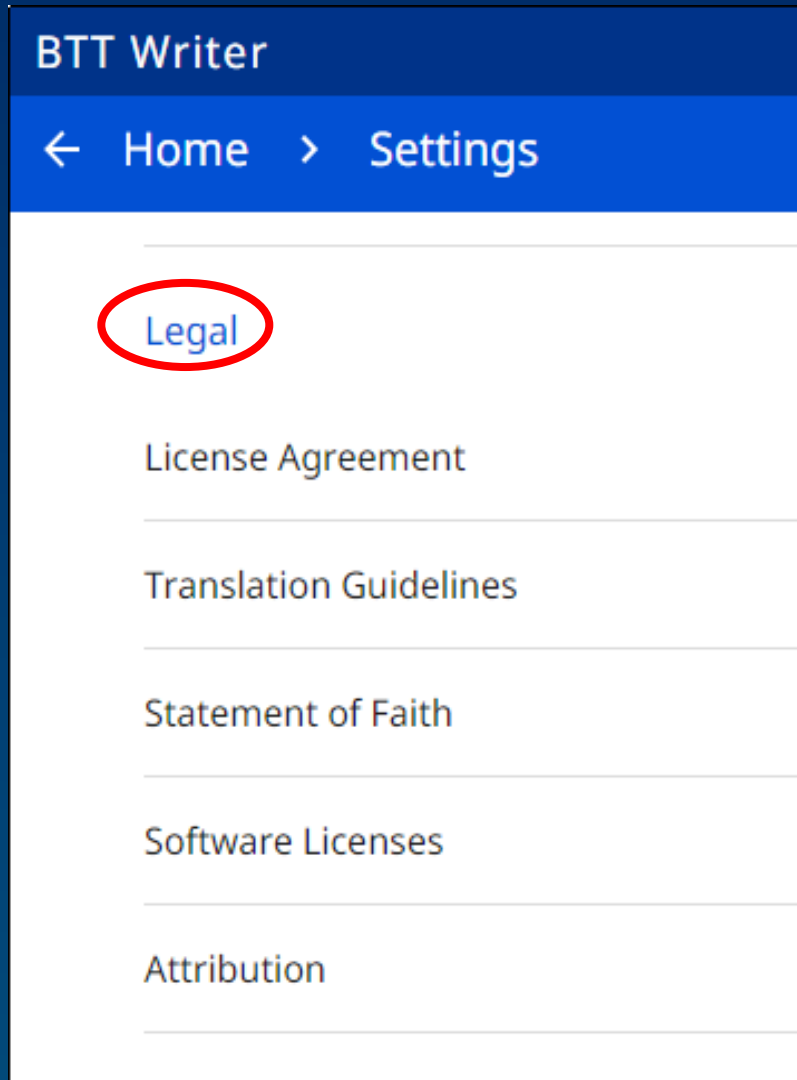 BTT Writer
← Home > Settings
Legal
License Agreement
Translation Guidelines
Statement of Faith
Software Licenses
Attribution